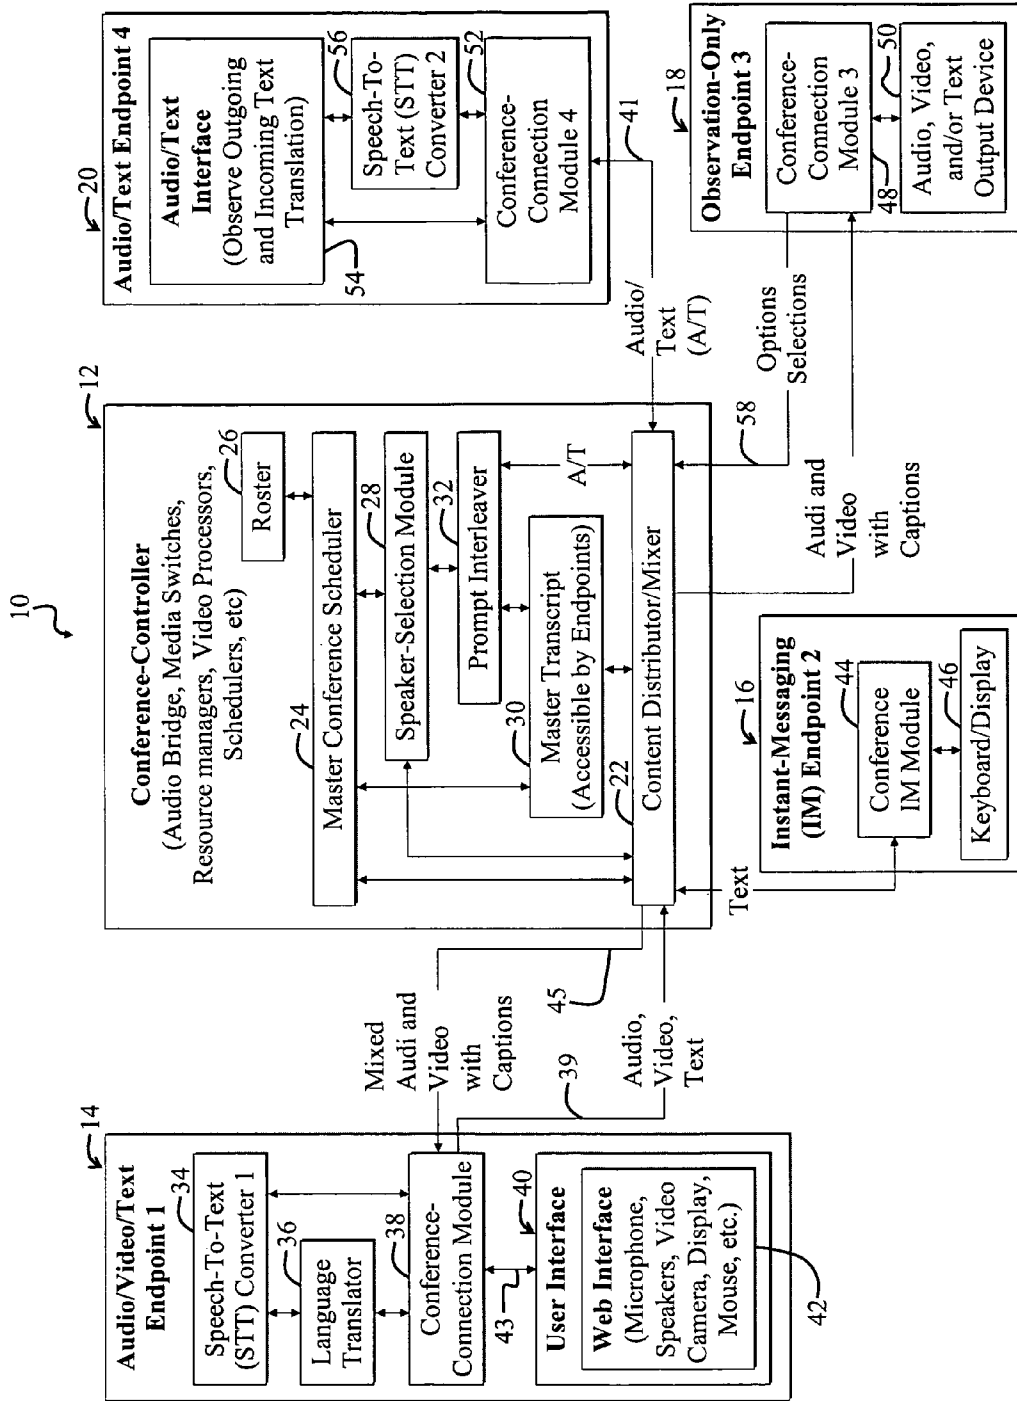 10
14
Audio/Video/Text
Endpoint 1
34
Speech-To-Text
(STT) Converter 1
36
Language
Translator
38
Conference-
Connection Module
43
40
User Interface
Web Interface
(Microphone,
Speakers, Video
Camera, Display,
Mouse, etc.)
42
Mixed
Audi and
Video
with
Captions
39
45
Audio,
Video,
Text
12
Conference-Controller
(Audio Bridge, Media Switches,
Resource managers, Video Processors,
Schedulers, etc)
26
Roster
24
Master Conference Scheduler
28
Speaker-Selection Module
32
Prompt Interleaver
30
Master Transcript
(Accessible by Endpoints)
A/T
22
Content Distributor/Mixer
Text
16
Instant-Messaging
(IM) Endpoint 2
44
Conference
IM Module
46
Keyboard/Display
Audi and
Video
with
Captions
58
Options
Selections
Audio/
Text
(A/T)
41
20
Audio/Text Endpoint 4
Audio/Text
Interface
(Observe Outgoing
and Incoming Text
Translation)
54
56
Speech-To-
Text (STT)
Converter 2
52
Conference-
Connection
Module 4
18
Observation-Only
Endpoint 3
Conference-
Connection
Module 3
48
50
Audio, Video,
and/or Text
Output Device